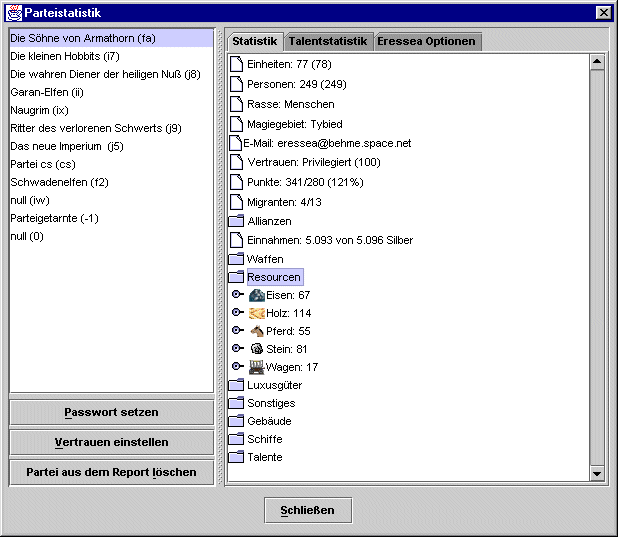 Parteistatistik
Die Söhne von Armathorn (fa)
Die kleinen Hobbits (i7)
Die wahren Diener der heiligen Nuß (j8)
Garan-Elfen (ii)
Naugrim (ix)
Ritter des verlorenen Schwerts (j9)
Das neue Imperium  (j5)
Partei cs (cs)
Schwadenelfen (f2)
null (iw)
Parteigetarnte (-1)
null (0)
Passwort setzen
Vertrauen einstellen
Partei aus dem Report löschen
Statistik Talentstatistik Eressea Optionen
Einheiten: 77 (78)
Personen: 249 (249)
Rasse: Menschen
Magiegebiet: Tybied
E-Mail: eressea@behme.space.net
Vertrauen: Privilegiert (100)
Punkte: 341/280 (121%)
Migranten: 4/13
Allianzen
Einnahmen: 5.093 von 5.096 Silber
Waffen
Resourcen
Eisen: 67
Holz: 114
Pferd: 55
Stein: 81
Wagen: 17
Luxusgüter
Sonstiges
Gebäude
Schiffe
Talente
Schließen